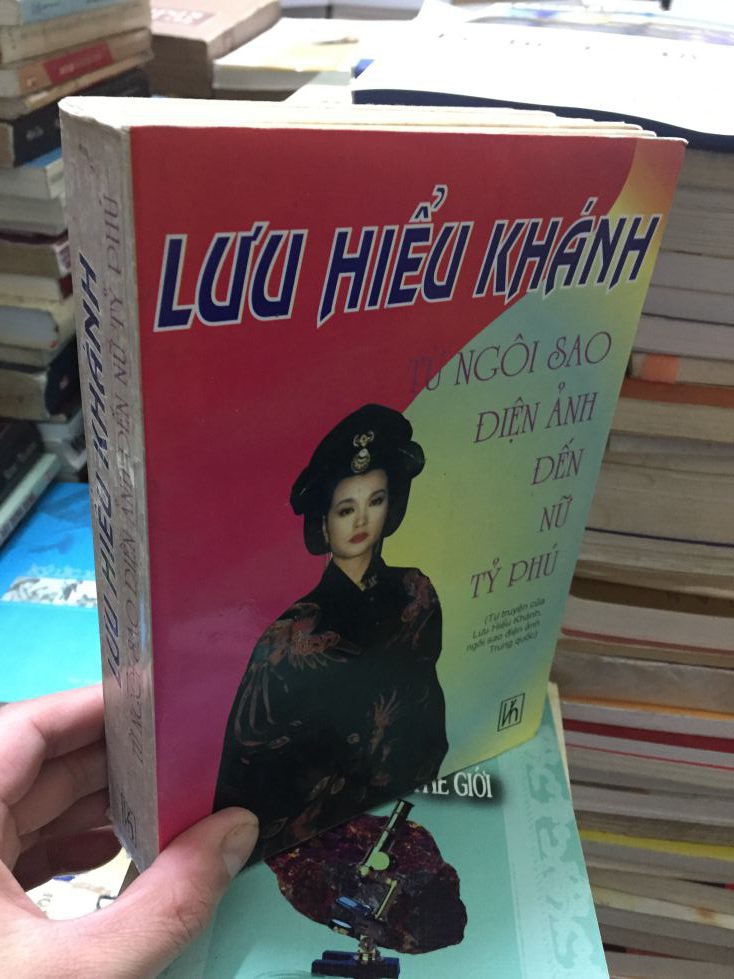 LƯU HIỂU KHÁNH
TỪ NGÔI SAO
ĐIỆN ẢNH
ĐẾN
NỮ
TỶ PHÚ
(Tự truyện của
Lưu Hiểu Khánh,
ngôi sao điện ảnh
Trung Quốc)
Vh
LƯU HIỂU KHÁNH
TỪ NGÔI SAO ĐIỆN ẢNH ĐẾN NỮ TỶ PHÚ
THẾ GIỚI